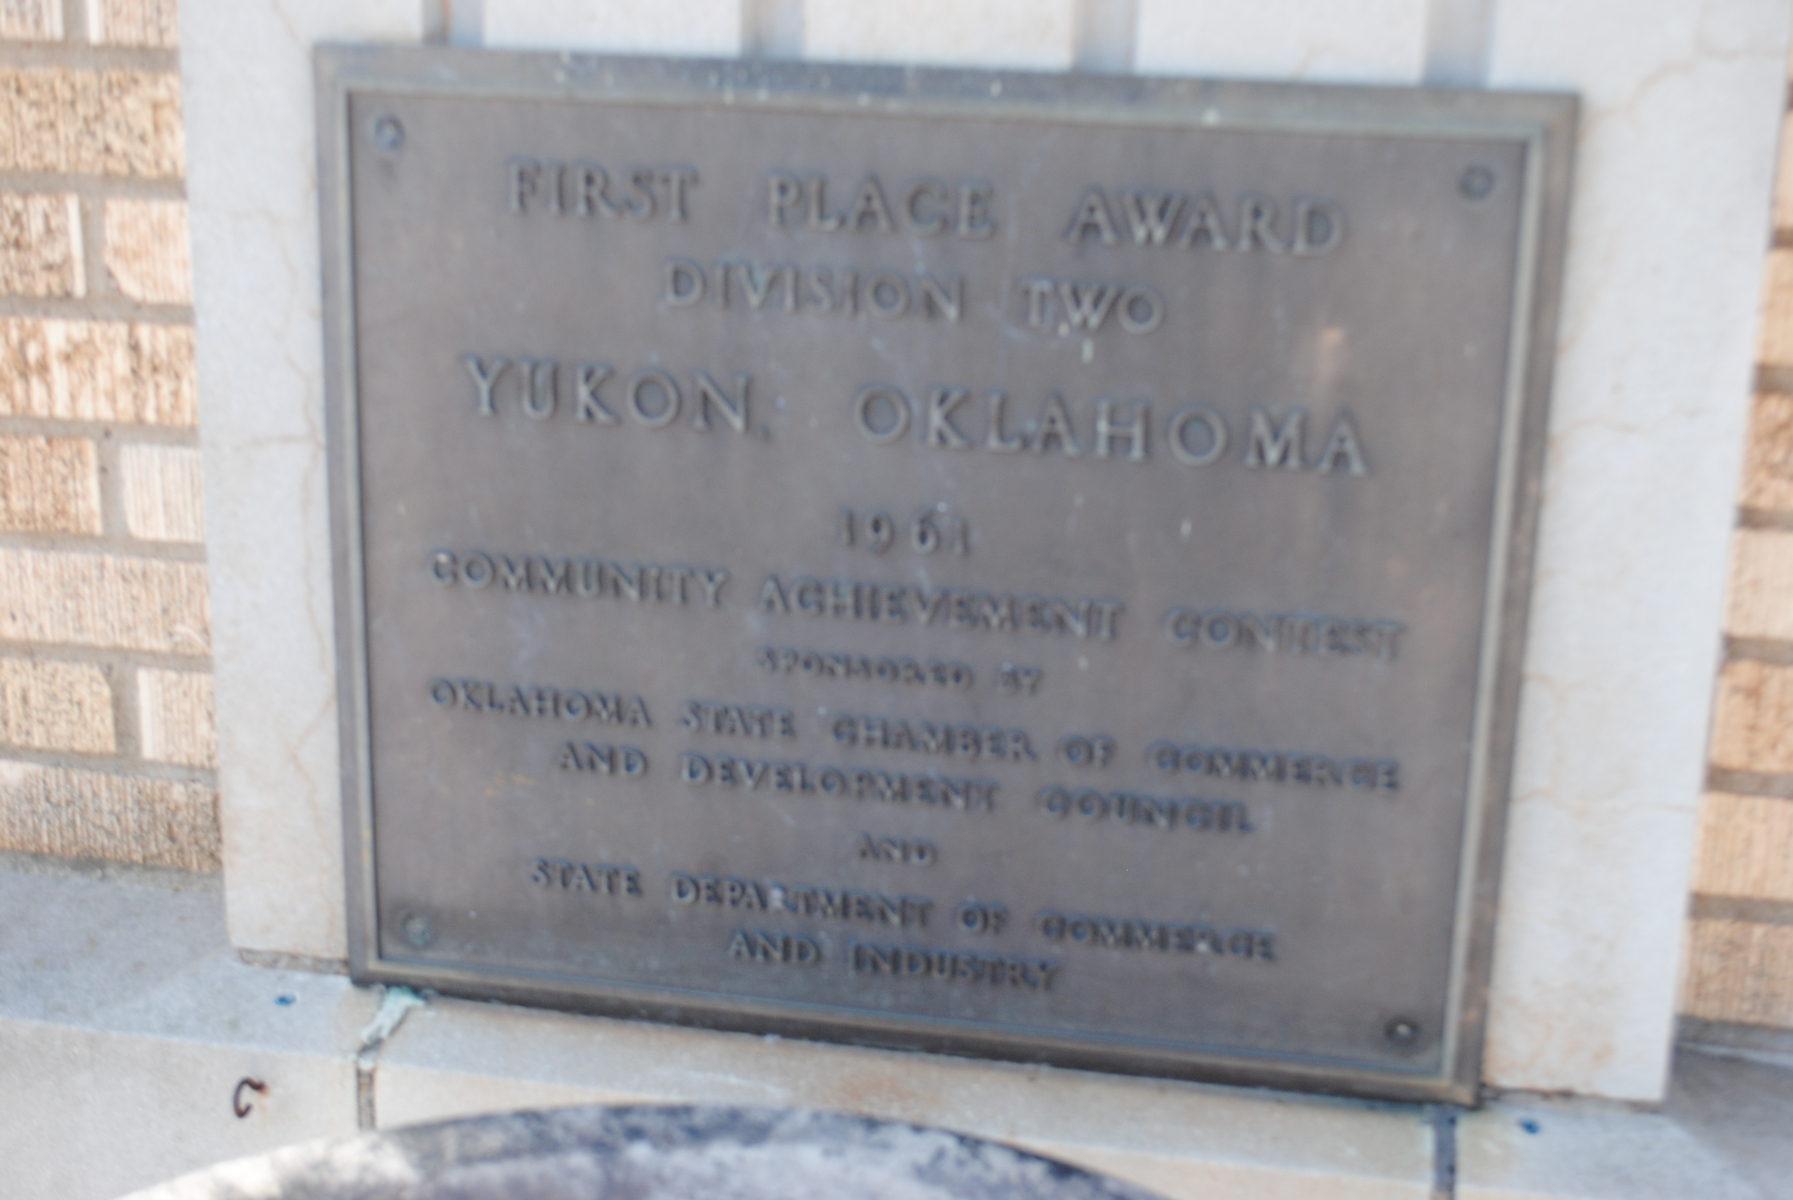 FIRST PLACE AWARD
DIVISION TWO
YUKON, OKLAHOMA
1961
COMMUNITY ACHIEVEMENT CONTEST
SPONSORED BY
OKLAHOMA STATE CHAMBER OF COMMERCE
AND DEVELOPMENT COUNCIL
AND
STATE DEPARTMENT OF COMMERCE
AND INDUSTRY